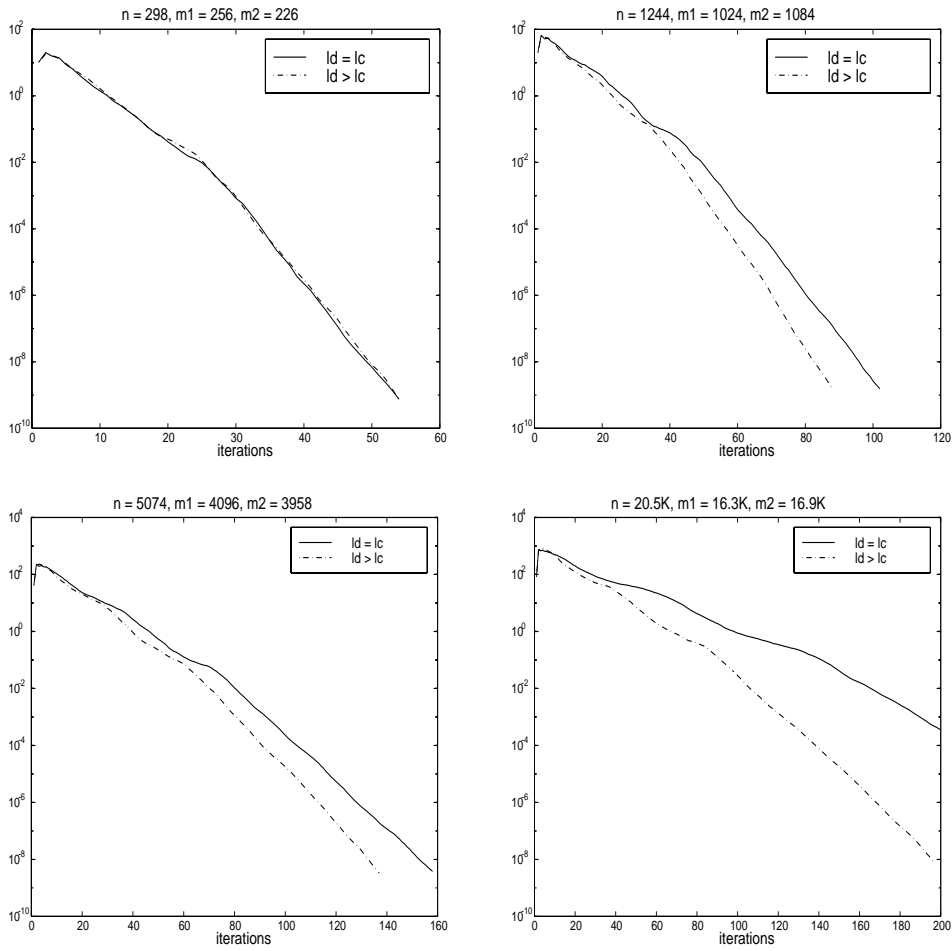 n = 298, m1 = 256, m2 = 226
10^2
10^0
10^-2
10^-4
10^-6
10^-8
10^-10
ld = lc
ld > lc
0 10 20 30 40 50 60
iterations
n = 1244, m1 = 1024, m2 = 1084
10^2
10^0
10^-2
10^-4
10^-6
10^-8
10^-10
ld = lc
ld > lc
0 20 40 60 80 100 120
iterations
n = 5074, m1 = 4096, m2 = 3958
10^4
10^2
10^0
10^-2
10^-4
10^-6
10^-8
10^-10
ld = lc
ld > lc
0 20 40 60 80 100 120 140 160
iterations
n = 20.5K, m1 = 16.3K, m2 = 16.9K
10^4
10^2
10^0
10^-2
10^-4
10^-6
10^-8
10^-10
ld = lc
ld > lc
0 20 40 60 80 100 120 140 160 180 200
iterations